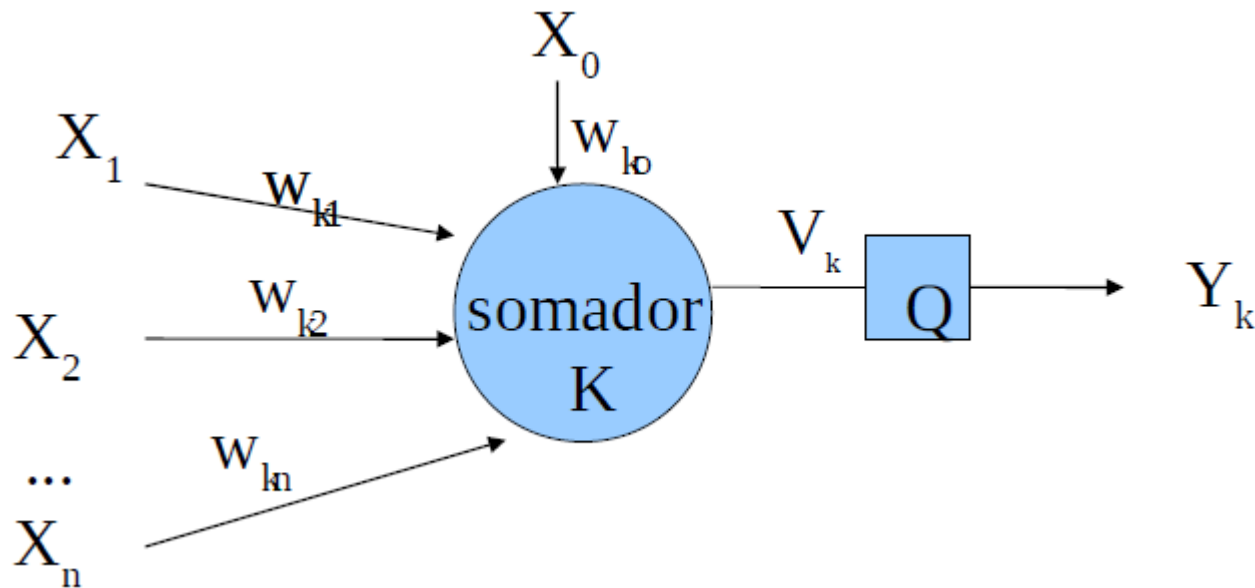 X₀
X₁
wₖ₀
wₖ₁
Vₖ
wₖ₂
somador
K
Q
Yₖ
X₂
wₖₙ
...
Xₙ